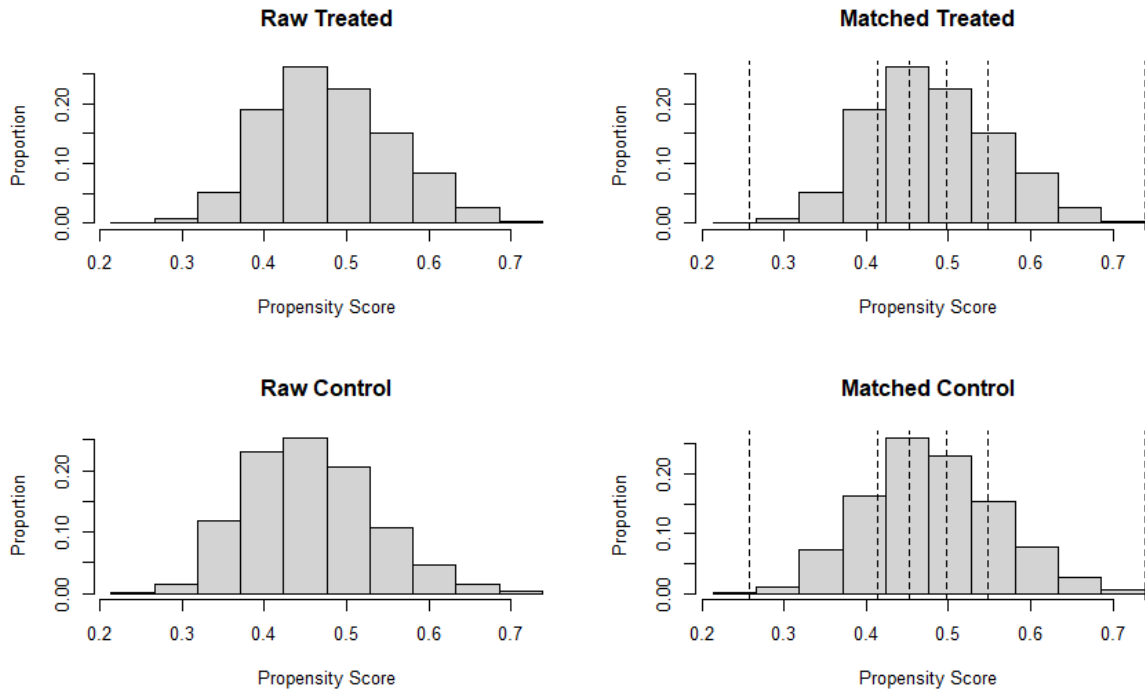 Raw Treated
Proportion
0.00 0.10 0.20
0.2 0.3 0.4 0.5 0.6 0.7
Propensity Score
Matched Treated
Proportion
0.00 0.10 0.20
0.2 0.3 0.4 0.5 0.6 0.7
Propensity Score
Raw Control
Proportion
0.00 0.10 0.20
0.2 0.3 0.4 0.5 0.6 0.7
Propensity Score
Matched Control
Proportion
0.00 0.10 0.20
0.2 0.3 0.4 0.5 0.6 0.7
Propensity Score